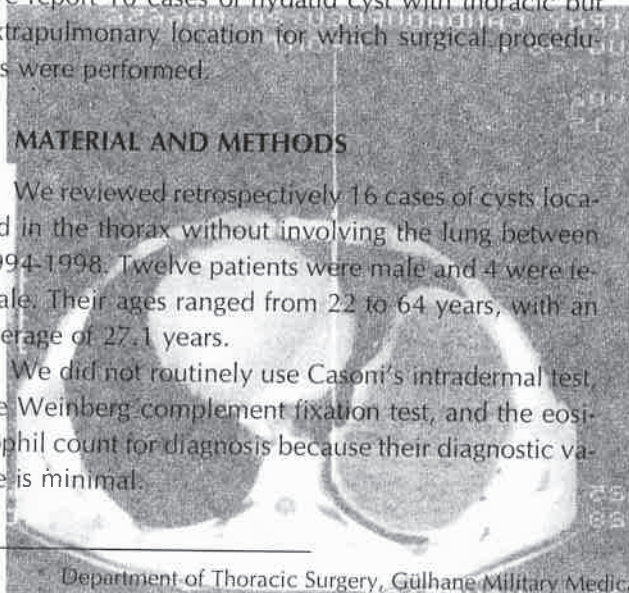 report 16 cases of hydatid cyst with thoracic but
trapulmonary location for which surgical procedu-
s were performed.
MATERIAL AND METHODS
We reviewed retrospectively 16 cases of cysts loca-
d in the thorax without involving the lung between
994-1998. Twelve patients were male and 4 were fe-
ale. Their ages ranged from 22 to 64 years, with an
erage of 27.1 years.
We did not routinely use Casoni's intradermal test,
e Weinberg complement fixation test, and the eosi-
phil count for diagnosis because their diagnostic va-
e is minimal.
Department of Thoracic Surgery, Gülhane Military Medic